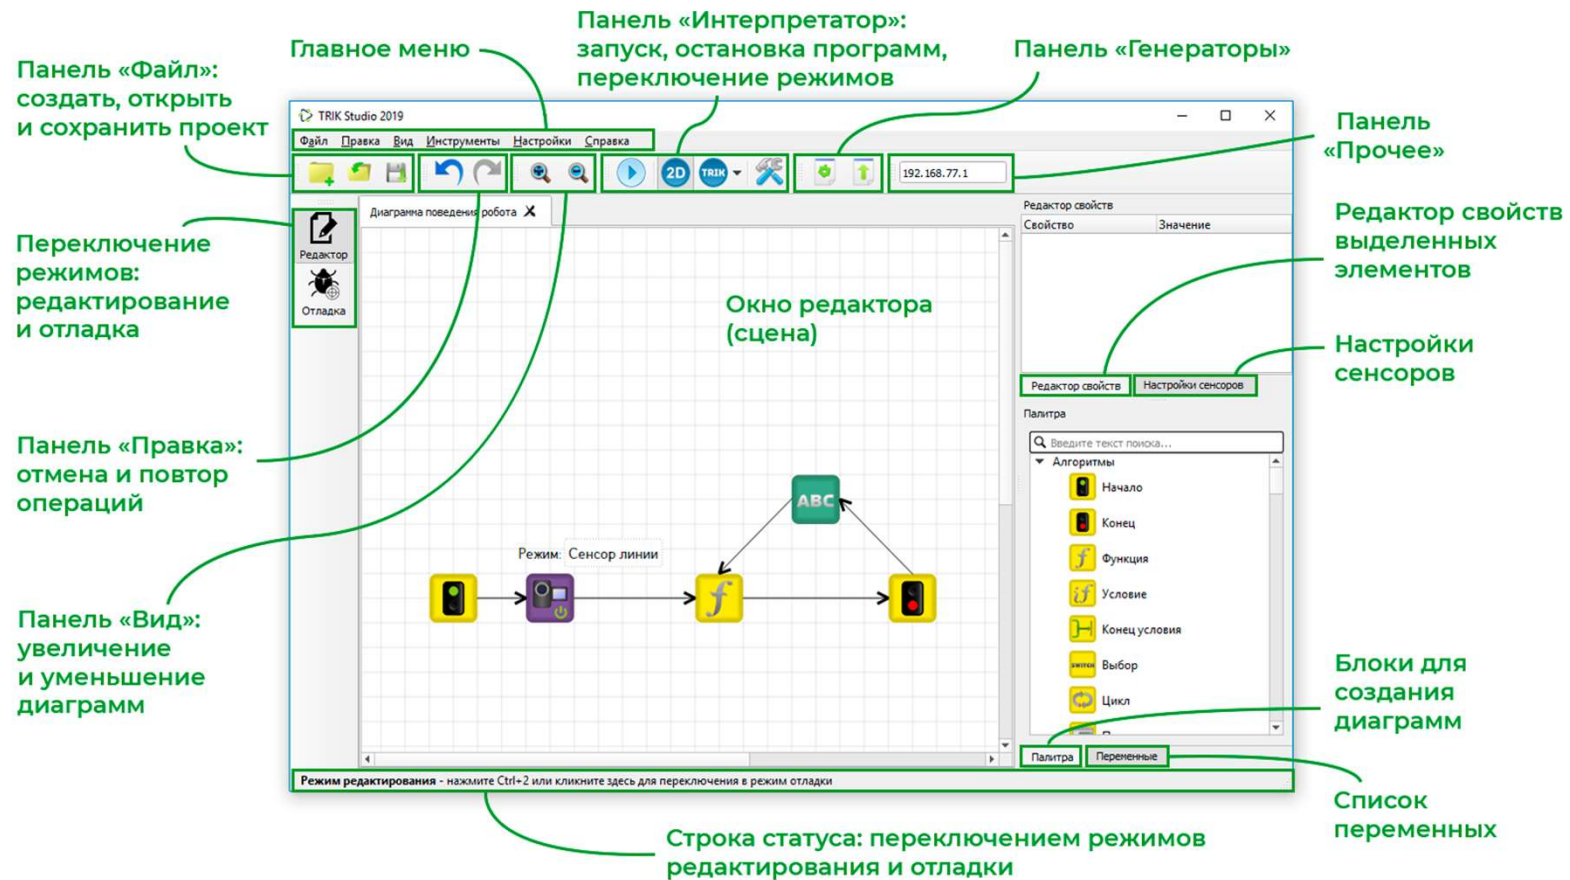 Панель «Интерпретатор»:
запуск, остановка программ,
переключение режимов
Главное меню
Панель «Генераторы»
Панель «Файл»:
создать, открыть
и сохранить проект
Панель
«Прочее»
TRIK Studio 2019
Файл Правка Вид Инструменты Настройки Справка
2D TRIK 192.168.77.1
Диаграмма поведения робота
Редактор свойств
Свойство Значение
Редактор
Отладка
Переключение
режимов:
редактирование
и отладка
Редактор свойств
выделенных
элементов
Окно редактора
(сцена)
Настройки
сенсоров
Редактор свойств Настройки сенсоров
Палитра
Введите текст поиска...
Алгоритмы
Начало
Конец
Функция
Условие
Конец условия
SWITCH Выбор
Цикл
Панель «Правка»:
отмена и повтор
операций
ABC
Режим: Сенсор линии
Панель «Вид»:
увеличение
и уменьшение
диаграмм
Блоки для
создания
диаграмм
Палитра Переменные
Режим редактирования - нажмите Ctrl+2 или кликните здесь для переключения в режим отладки
Список
переменных
Строка статуса: переключением режимов
редактирования и отладки